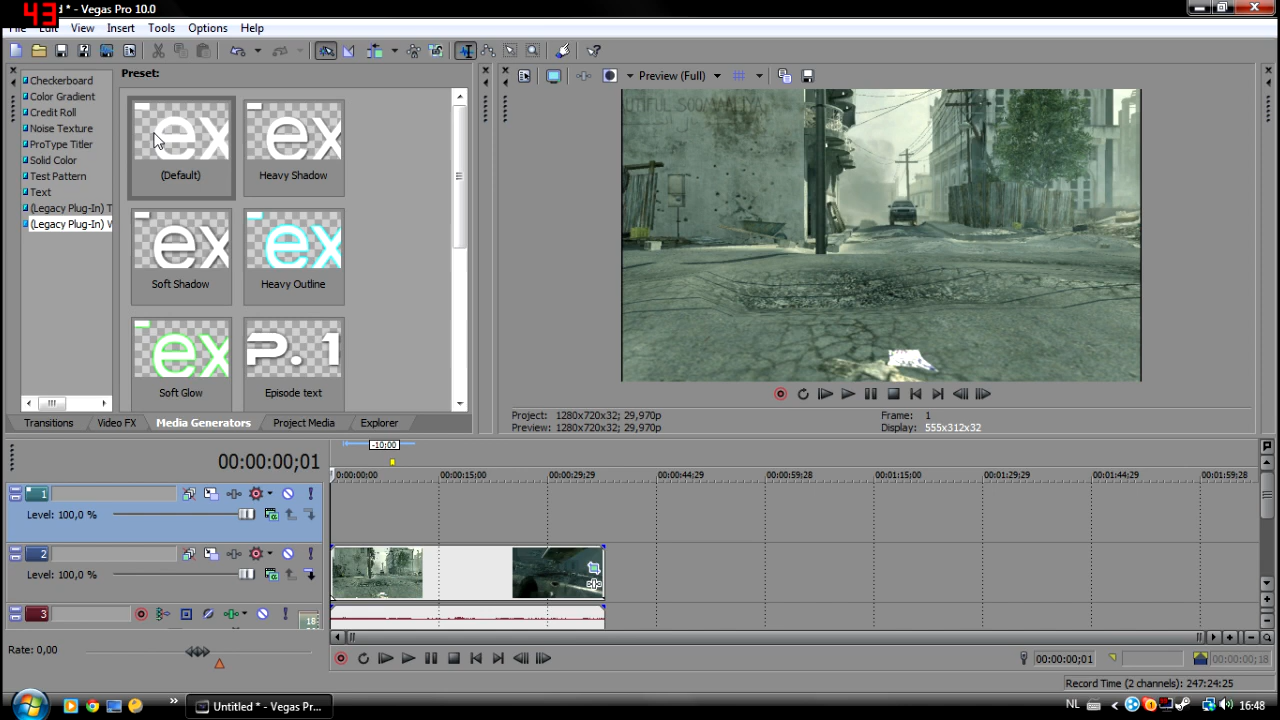 43
d * - Vegas Pro 10.0
File Edit View Insert Tools Options Help
Checkerboard
Color Gradient
Credit Roll
Noise Texture
ProType Titler
Solid Color
Test Pattern
Text
(Legacy Plug-In) T
(Legacy Plug-In) W
Preset:
ex
ex
(Default)
Heavy Shadow
ex
ex
Soft Shadow
Heavy Outline
ex
P. 1
Soft Glow
Episode text
Transitions
Video FX
Media Generators
Project Media
Explorer
Preview (Full)
Project: 1280x720x32; 29,970p
Preview: 1280x720x32; 29,970p
Frame: 1
Display: 555x312x32
00:00:00;01
-10:00
0:00:00;00
00:00:15;00
00:00:29;29
00:00:44;29
00:00:59;28
00:01:15;00
00:01:29;29
00:01:44;29
00:01:59;28
1
Level: 100,0 %
2
Level: 100,0 %
3
18
Rate: 0,00
00:00:00;01
00:00:00;18
Record Time (2 channels): 247:24:25
Untitled * - Vegas Pr...
NL
16:48